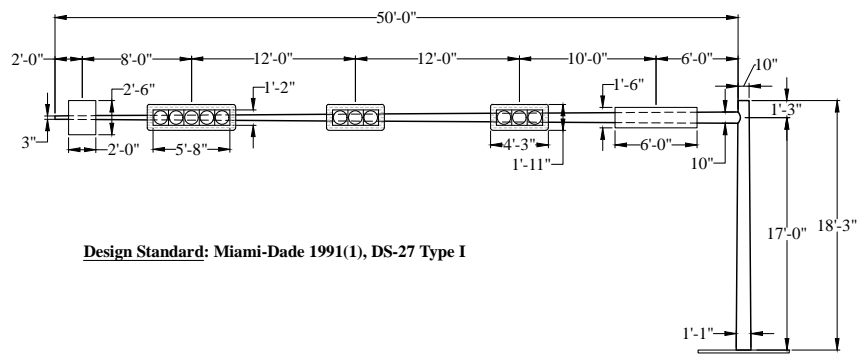 50'-0"
2'-0" 8'-0" 12'-0" 12'-0" 10'-0" 6'-0"
10"
2'-6" 1'-2" 1'-6"
1'-3"
3"
2'-0" 5'-8" 4'-3" 6'-0"
1'-11" 10"
17'-0" 18'-3"
Design Standard: Miami-Dade 1991(1), DS-27 Type I
1'-1"